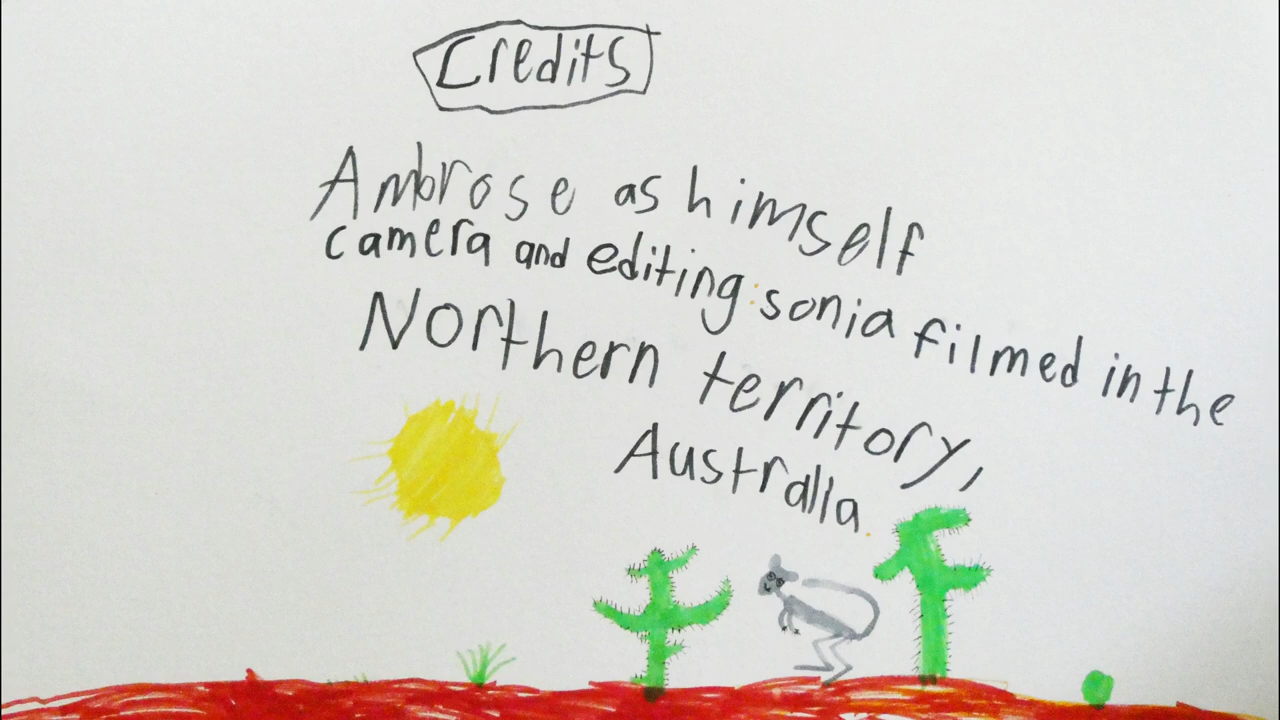 Credits
Ambrose as himself
camera and editing: sonia filmed in the
Northern territory,
Australia.